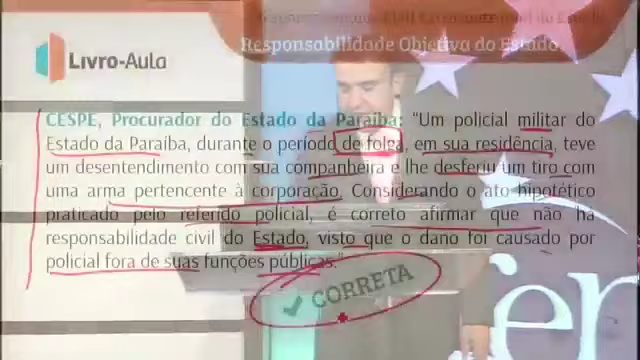 Responsabilidade Objetiva do Estado
LIVRO-AULA
CESPE, Procurador do Estado da Paraíba: "Um policial militar do
Estado da Paraíba, durante o período de folga, em sua residência, teve
um desentendimento com sua companheira e lhe desferiu um tiro com
uma arma pertencente à corporação. Considerando o ato hipotético
praticado pelo referido policial, é correto afirmar que não há
responsabilidade civil do Estado, visto que o dano foi causado por
policial fora de suas funções públicas."
✓ CORRETA
en